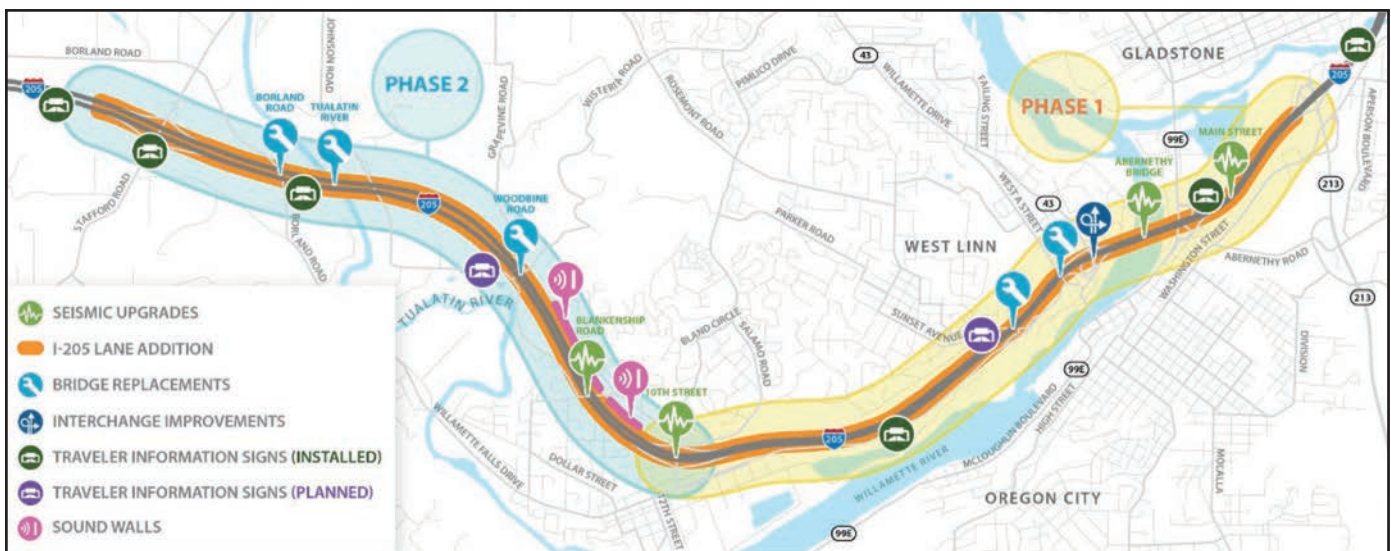 BORLAND ROAD
JOHNSON ROAD
205
PHASE 2
BORLAND
ROAD
TUALATIN
RIVER
GRAPEVINE ROAD
WISTERIA ROAD
ROSEMONT ROAD
PIMLICO DRIVE
43
WILLAMETTE DRIVE
FAILING STREET
GLADSTONE
PHASE 1
99E
MAIN STREET
205
APERSON BOULEVARD
213
ABERNETHY
BRIDGE
WEST A STREET
43
STAFFORD ROAD
BORLAND ROAD
205
WOODBINE
ROAD
PARKER ROAD
WEST LINN
WASHINGTON STREET
ABERNETHY ROAD
213
TUALATIN RIVER
BLANKENSHIP
ROAD
BLAND CIRCLE
SALAMO ROAD
SUNSET AVENUE
99E
DIVISION
10TH STREET
205
MCLOUGHLIN BOULEVARD
HIGH STREET
WILLAMETTE FALLS DRIVE
DOLLAR STREET
12TH STREET
WILLAMETTE RIVER
99E
OREGON CITY
MOLALLA
SEISMIC UPGRADES
I-205 LANE ADDITION
BRIDGE REPLACEMENTS
INTERCHANGE IMPROVEMENTS
TRAVELER INFORMATION SIGNS (INSTALLED)
TRAVELER INFORMATION SIGNS (PLANNED)
SOUND WALLS